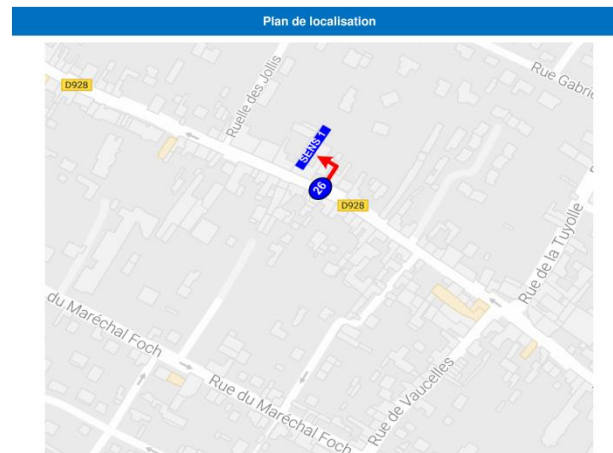 Plan de localisation
Rue Gabrie
D928
Ruelle des Jollis
SENS 1
26
D928
Rue de la Tuyolle
du Maréchal Foch
Rue du Maréchal Foch
Rue de Vaucelles